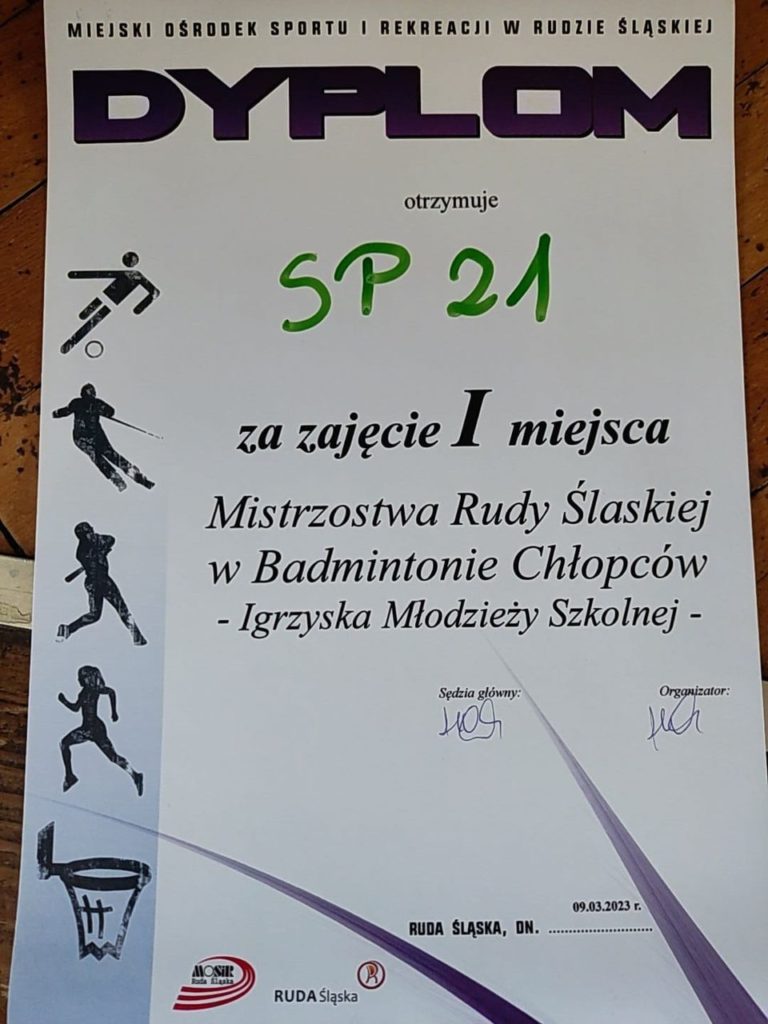 MIEJSKI OŚRODEK SPORTU I REKREACJI W RUDZIE ŚLĄSKIEJ
DYPLOM
otrzymuje
SP 21
za zajęcie I miejsca
Mistrzostwa Rudy Ślaskiej
w Badmintonie Chłopców
- Igrzyska Młodzieży Szkolnej -
Sędzia główny: Organizator:
09.03.2023 r.
RUDA ŚLĄSKA, DN. ..........................
MOSiR
Ruda Śląska
RUDA Śląska